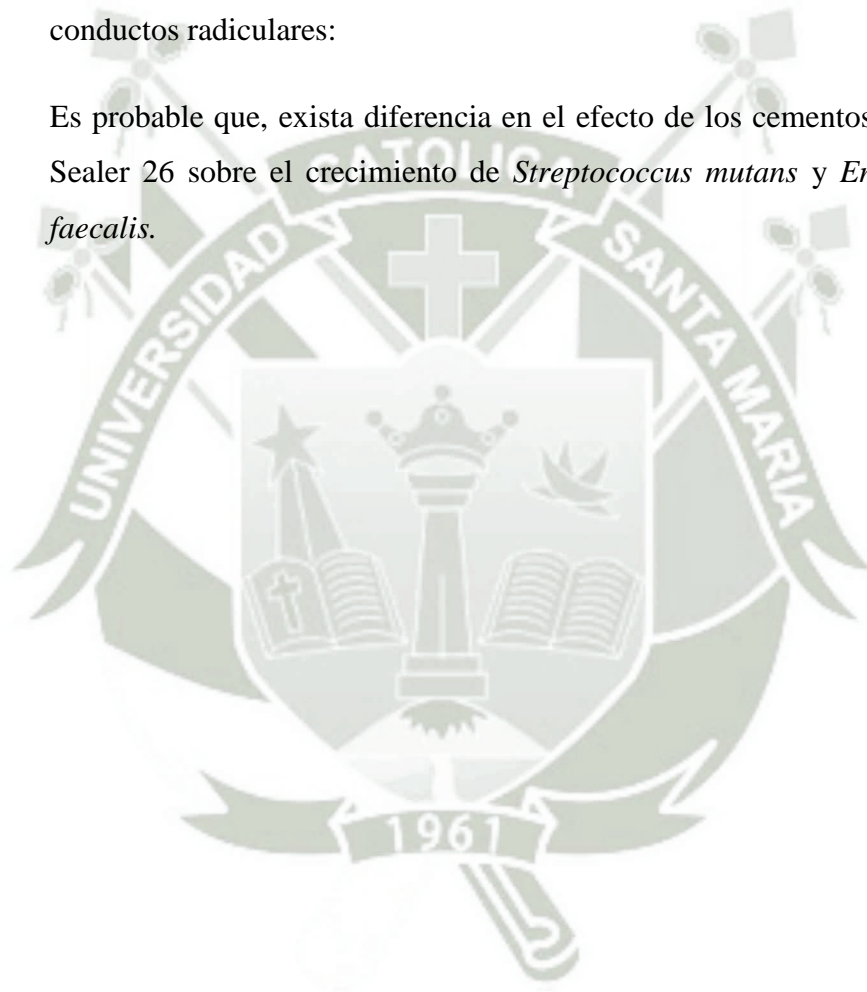 conductos radiculares:
Es probable que, exista diferencia en el efecto de los cementos
Sealer 26 sobre el crecimiento de Streptococcus mutans y
faecalis.
UNIVERSIDAD CATOLICA SANTA MARIA
1961